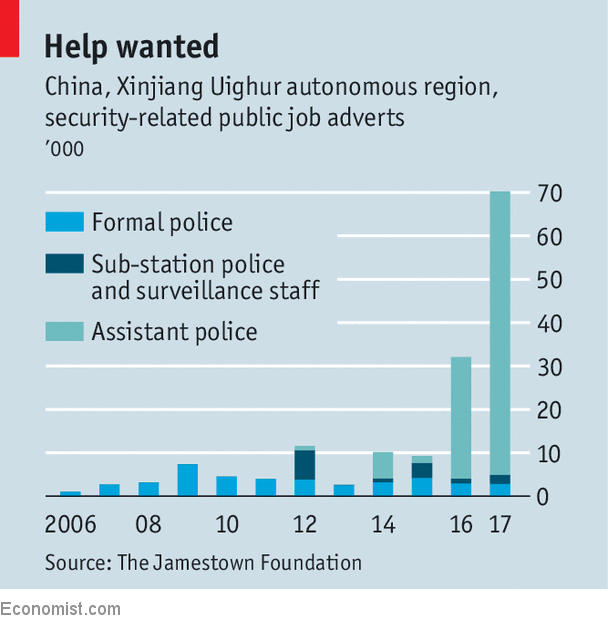 Help wanted
China, Xinjiang Uighur autonomous region,
security-related public job adverts
’000
70
Formal police
60
Sub-station police
and surveillance staff
50
Assistant police
40
30
20
10
0
2006 08 10 12 14 16 17
Source: The Jamestown Foundation
Economist.com